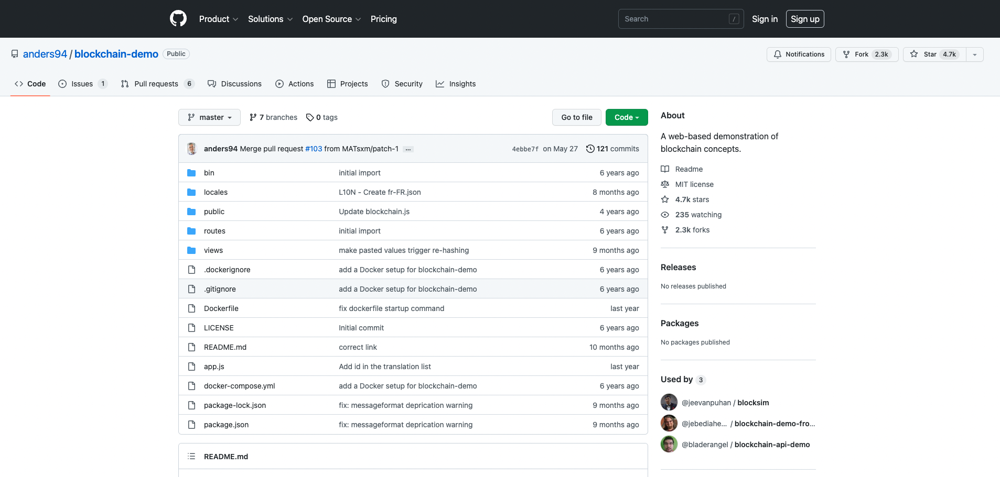 Product Solutions Open Source Pricing Search / Sign in Sign up
anders94 / blockchain-demo Public Notifications Fork 2.3k Star 4.7k
Code Issues 1 Pull requests 6 Discussions Actions Projects Security Insights
master 7 branches 0 tags Go to file Code
anders94 Merge pull request #103 from MATsxm/patch-1 ... 4ebbe7f on May 27 121 commits
bin initial import 6 years ago
locales L10N - Create fr-FR.json 8 months ago
public Update blockchain.js 4 years ago
routes initial import 6 years ago
views make pasted values trigger re-hashing 9 months ago
.dockerignore add a Docker setup for blockchain-demo 6 years ago
.gitignore add a Docker setup for blockchain-demo 6 years ago
Dockerfile fix dockerfile startup command last year
LICENSE Initial commit 6 years ago
README.md correct link 10 months ago
app.js Add id in the translation list last year
docker-compose.yml add a Docker setup for blockchain-demo 6 years ago
package-lock.json fix: messageformat deprication warning 9 months ago
package.json fix: messageformat deprication warning 9 months ago
README.md
About
A web-based demonstration of
blockchain concepts.
Readme
MIT license
4.7k stars
235 watching
2.3k forks
Releases
No releases published
Packages
No packages published
Used by 3
@jeevanpuhan / blocksim
@jebediahe... / blockchain-demo-fro...
@bladerangel / blockchain-api-demo